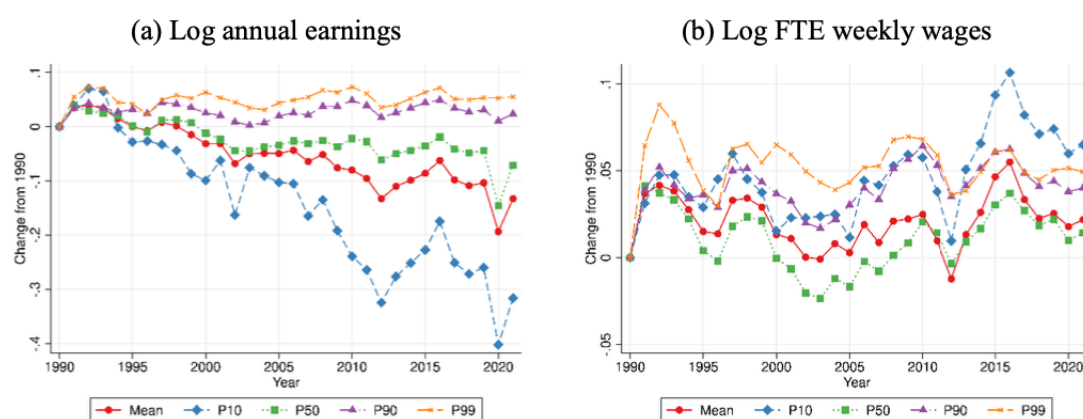 (a) Log annual earnings
Change from 1990
.1
0
-.1
-.2
-.3
-.4
1990 1995 2000 2005 2010 2015 2020
Year
Mean P10 P50 P90 P99
(b) Log FTE weekly wages
Change from 1990
.1
.05
0
-.05
1990 1995 2000 2005 2010 2015 2020
Year
Mean P10 P50 P90 P99